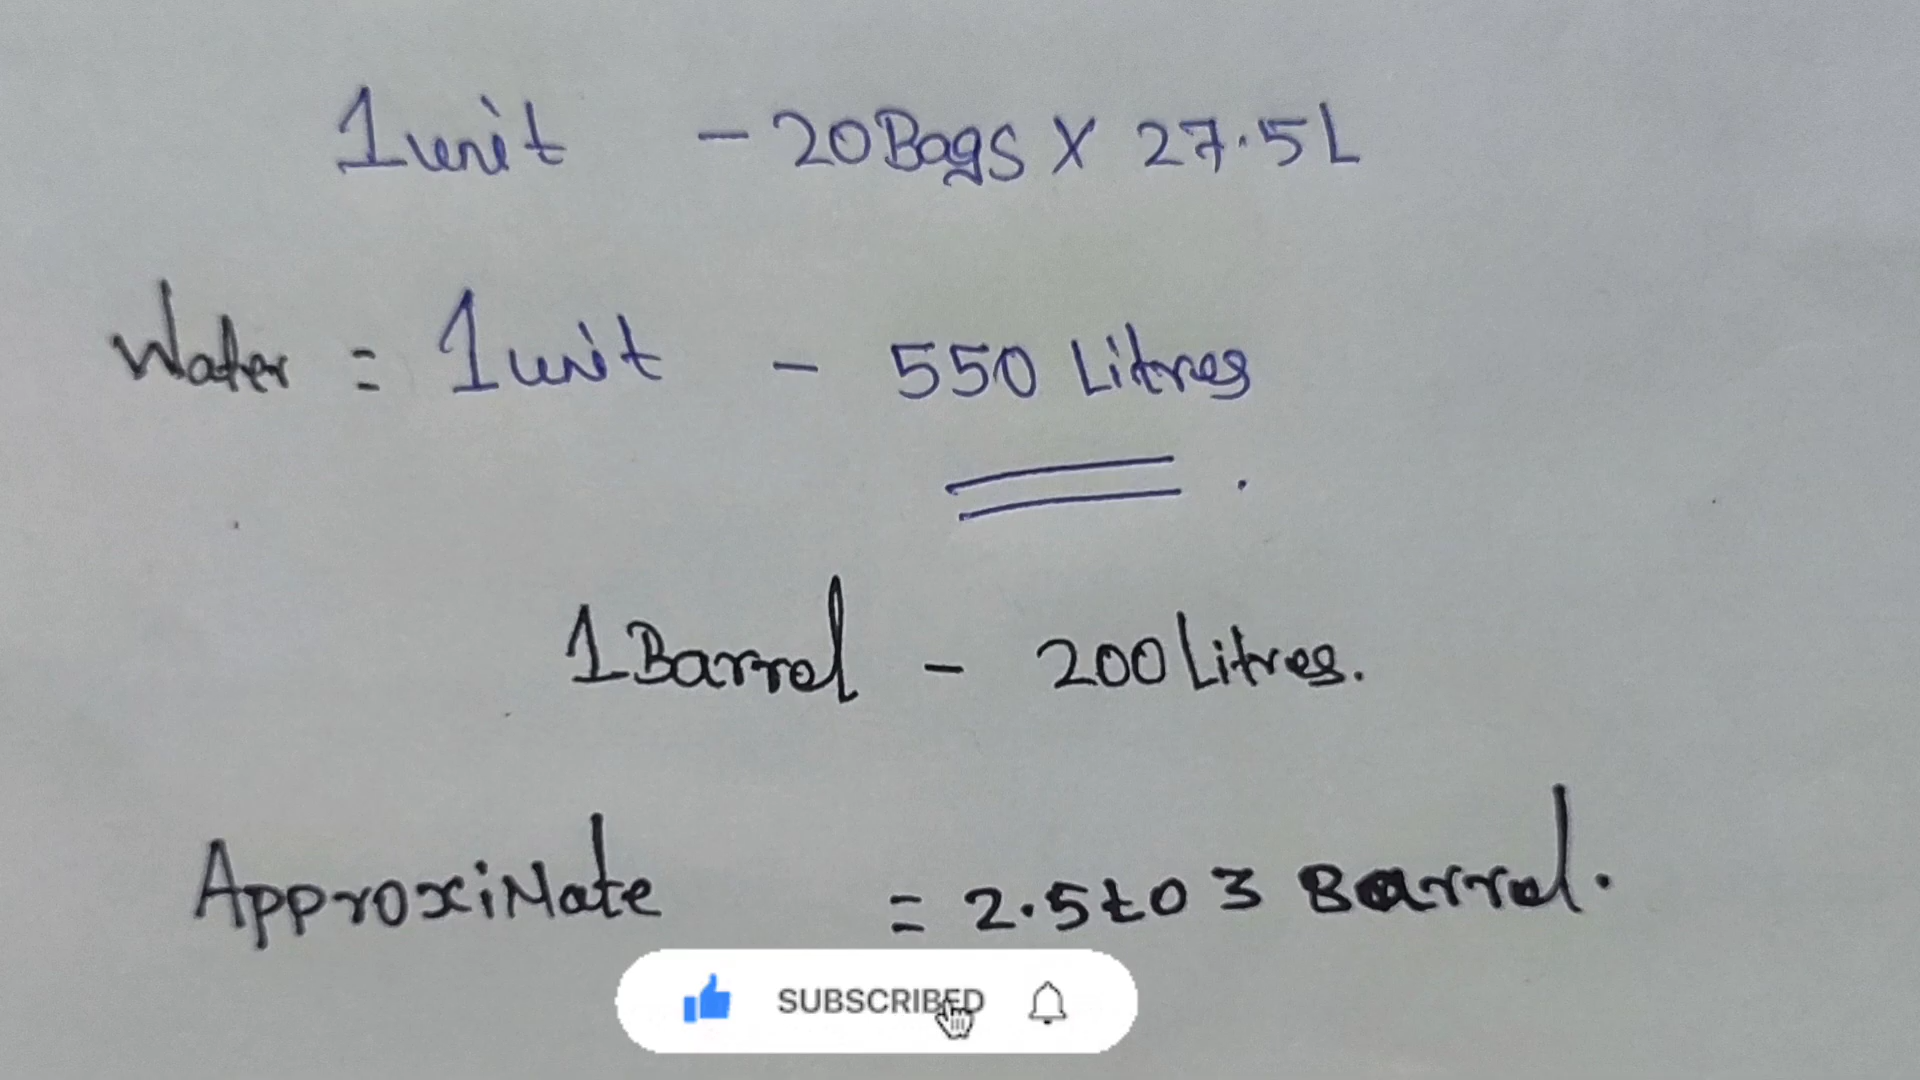 1 unit - 20 Bags X 27.5 L
Water = 1 unit - 550 Litres
1 Barrel - 200 Litres.
Approximate = 2.5 to 3 Barrel.
SUBSCRIBED